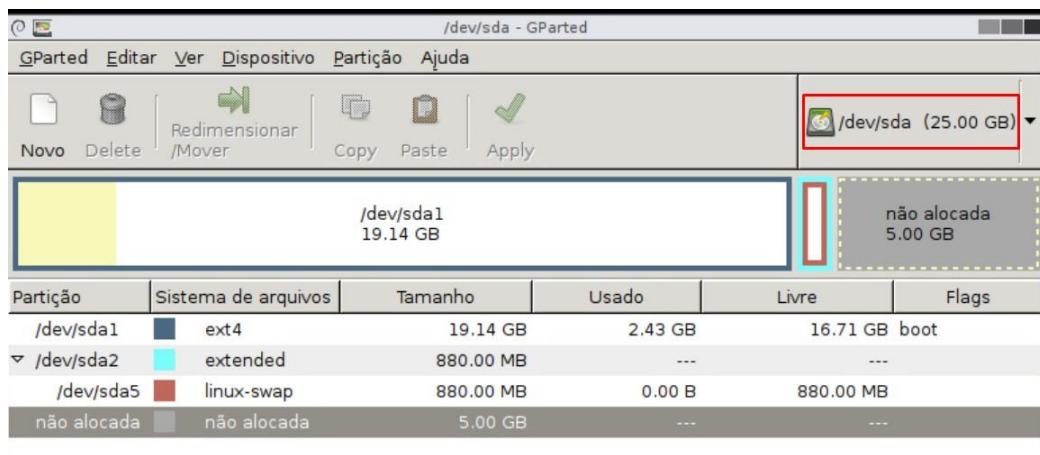 /dev/sda - GParted
GParted Editar Ver Dispositivo Partição Ajuda
Novo Delete Redimensionar
/Mover Copy Paste Apply
/dev/sda (25.00 GB)
/dev/sda1
19.14 GB
não alocada
5.00 GB
Partição Sistema de arquivos Tamanho Usado Livre Flags
/dev/sda1 ext4 19.14 GB 2.43 GB 16.71 GB boot
/dev/sda2 extended 880.00 MB --- ---
/dev/sda5 linux-swap 880.00 MB 0.00 B 880.00 MB
não alocada não alocada 5.00 GB --- ---